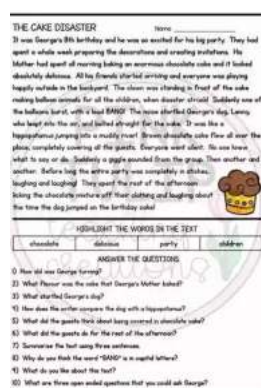 THE CAKE DISASTER Name
It was George's 8th birthday and he was so excited for his big party. They had
spent a whole week preparing the decorations and creating invitations. His
Mother had spent all morning baking an enormous chocolate cake and it looked
absolutely delicious. All his friends started arriving and everyone was playing
happily outside in the backyard. The clown was standing in front of the cake
making balloon animals for all the children, when disaster struck! Suddenly one of
the balloons burst, with a loud BANG! The noise startled George's dog, Lenny,
who leapt into the air, and bolted straight for the cake. It was like a
hippopotamus jumping into a muddy river! Brown chocolate cake flew all over the
place, completely covering all the guests. Everyone went silent. No one knew
what to say or do. Suddenly a giggle sounded from the group. Then another and
another. Before long the entire party was completely in stitches,
laughing and laughing! They spent the rest of the afternoon
licking the chocolate mixture off their clothing and laughing about
the time the dog jumped on the birthday cake!
HIGHLIGHT THE WORDS IN THE TEXT
chocolate delicious party children
ANSWER THE QUESTIONS
1) How old was George turning?
2) What flavour was the cake that George's Mother baked?
3) What startled George's dog?
4) How does the writer compare the dog with a hippopotamus?
5) What did the guests think about being covered in chocolate cake?
6) What did the guests do for the rest of the afternoon?
7) Summarise the text using three sentences.
8) Why do you think the word "BANG" is in capital letters?
9) What do you like about the text?
10) What are three open ended questions that you could ask George?